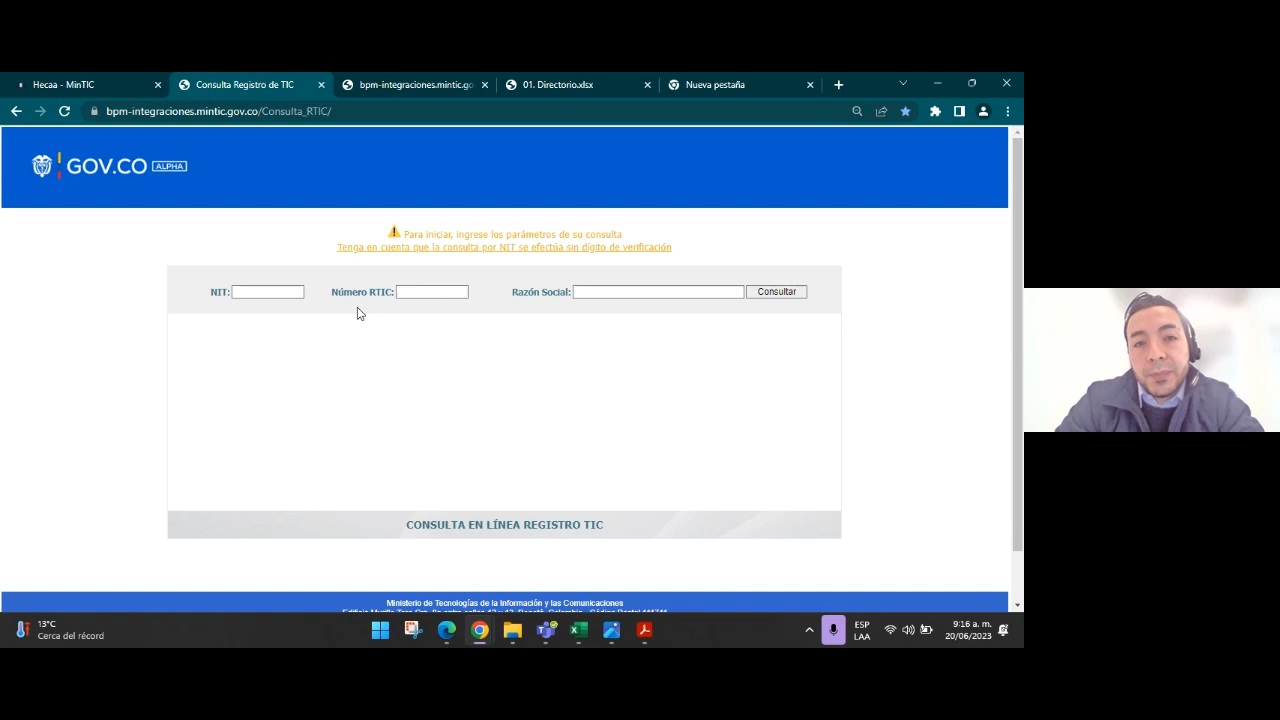 Hecaa - MinTIC
Consulta Registro de TIC
bpm-integraciones.mintic.go
01. Directorio.xlsx
Nueva pestaña
bpm-integraciones.mintic.gov.co/Consulta_RTIC/
GOV.CO ALPHA
Para iniciar, ingrese los parámetros de su consulta
Tenga en cuenta que la consulta por NIT se efectúa sin dígito de verificación
NIT: Número RTIC: Razón Social: Consultar
CONSULTA EN LÍNEA REGISTRO TIC
Ministerio de Tecnologías de la Información y las Comunicaciones
13°C
Cerca del récord
ESP
LAA
9:16 a. m.
20/06/2023